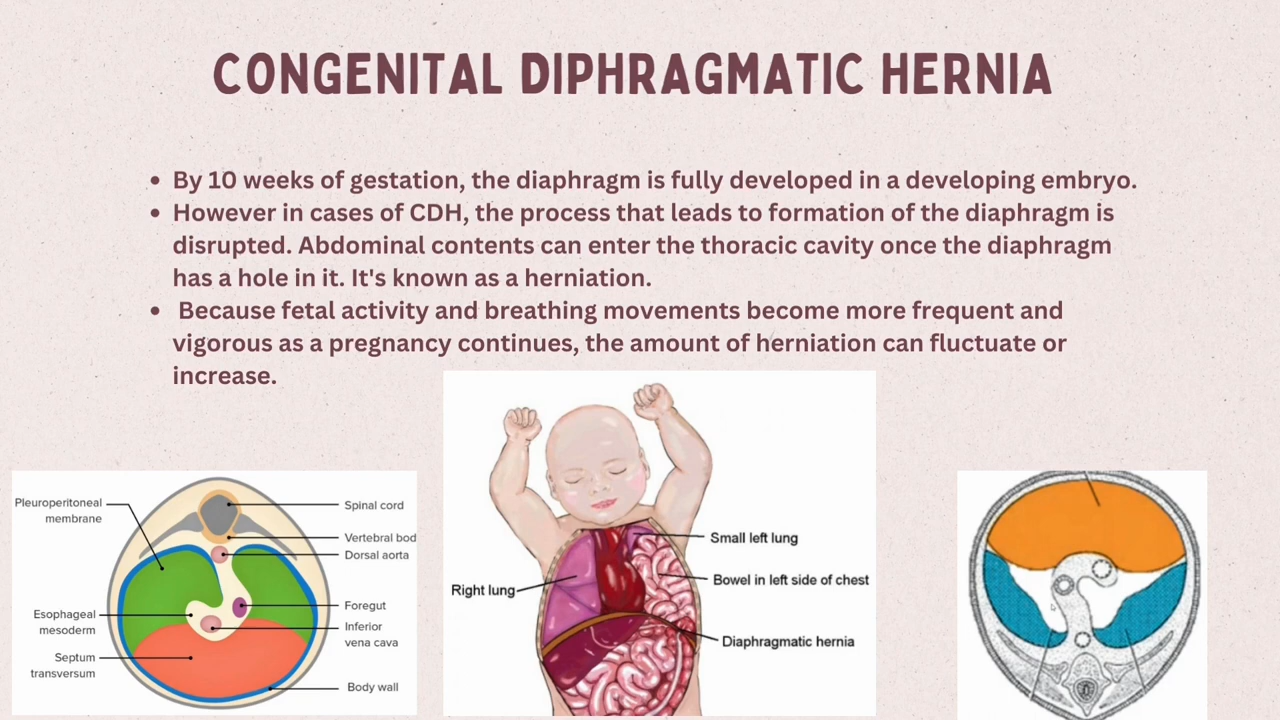 CONGENITAL DIPHRAGMATIC HERNIA
• By 10 weeks of gestation, the diaphragm is fully developed in a developing embryo.
• However in cases of CDH, the process that leads to formation of the diaphragm is
disrupted. Abdominal contents can enter the thoracic cavity once the diaphragm
has a hole in it. It's known as a herniation.
• Because fetal activity and breathing movements become more frequent and
vigorous as a pregnancy continues, the amount of herniation can fluctuate or
increase.
Pleuroperitoneal
membrane
Esophageal
mesoderm
Septum
transversum
Spinal cord
Vertebral bod
Dorsal aorta
Foregut
Inferior
vena cava
Body wall
Right lung
Small left lung
Bowel in left side of chest
Diaphragmatic hernia